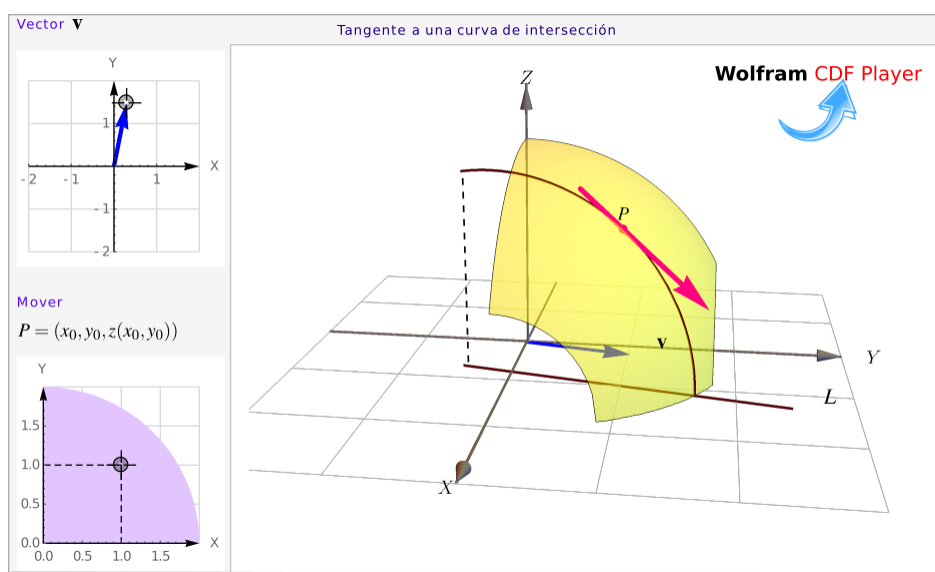 Vector v
Tangente a una curva de intersección
Wolfram CDF Player
Y
1
X
-2 -1 1
-1
-2
Mover
P = (x₀, y₀, z(x₀, y₀))
Y
1.5
1.0
0.5
0.0
X
0.0 0.5 1.0 1.5
Z
P
v
Y
L
X